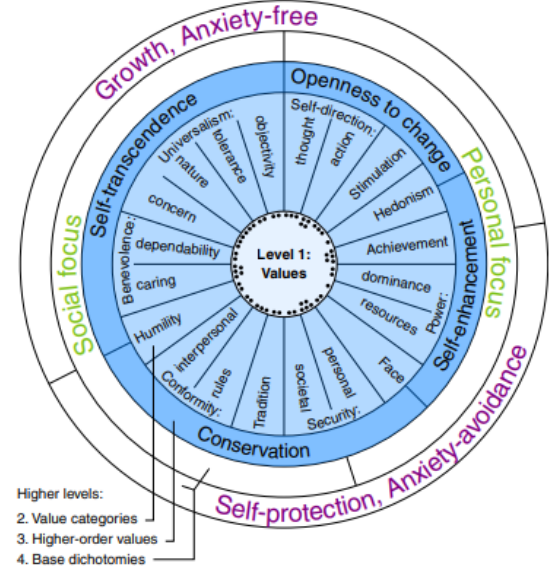 Growth, Anxiety-free
Personal focus
Self-protection, Anxiety-avoidance
Social focus
Openness to change
Self-enhancement
Conservation
Self-transcendence
Self-direction:
thought
action
Stimulation
Hedonism
Achievement
Power:
dominance
resources
Face
Security:
personal
societal
Tradition
Conformity:
rules
interpersonal
Humility
Benevolence:
caring
dependability
Universalism:
concern
nature
tolerance
objectivity
Level 1:
Values
Higher levels:
2. Value categories
3. Higher-order values
4. Base dichotomies